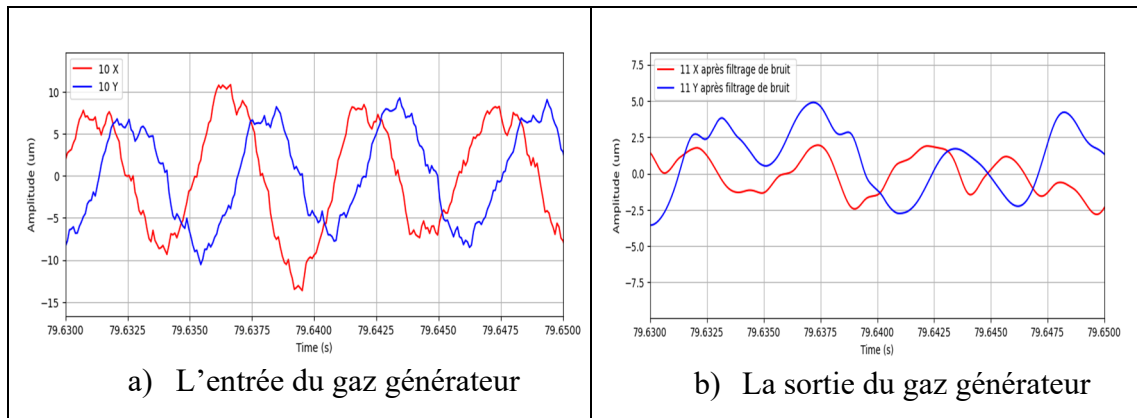 10 X
10 Y
Amplitude (um)
10
5
0
−5
−10
−15
79.6300 79.6325 79.6350 79.6375 79.6400 79.6425 79.6450 79.6475 79.6500
Time (s)
a) L’entrée du gaz générateur
11 X après filtrage de bruit
11 Y après filtrage de bruit
Amplitude (um)
7.5
5.0
2.5
0.0
−2.5
−5.0
−7.5
79.6300 79.6325 79.6350 79.6375 79.6400 79.6425 79.6450 79.6475 79.6500
Time (s)
b) La sortie du gaz générateur